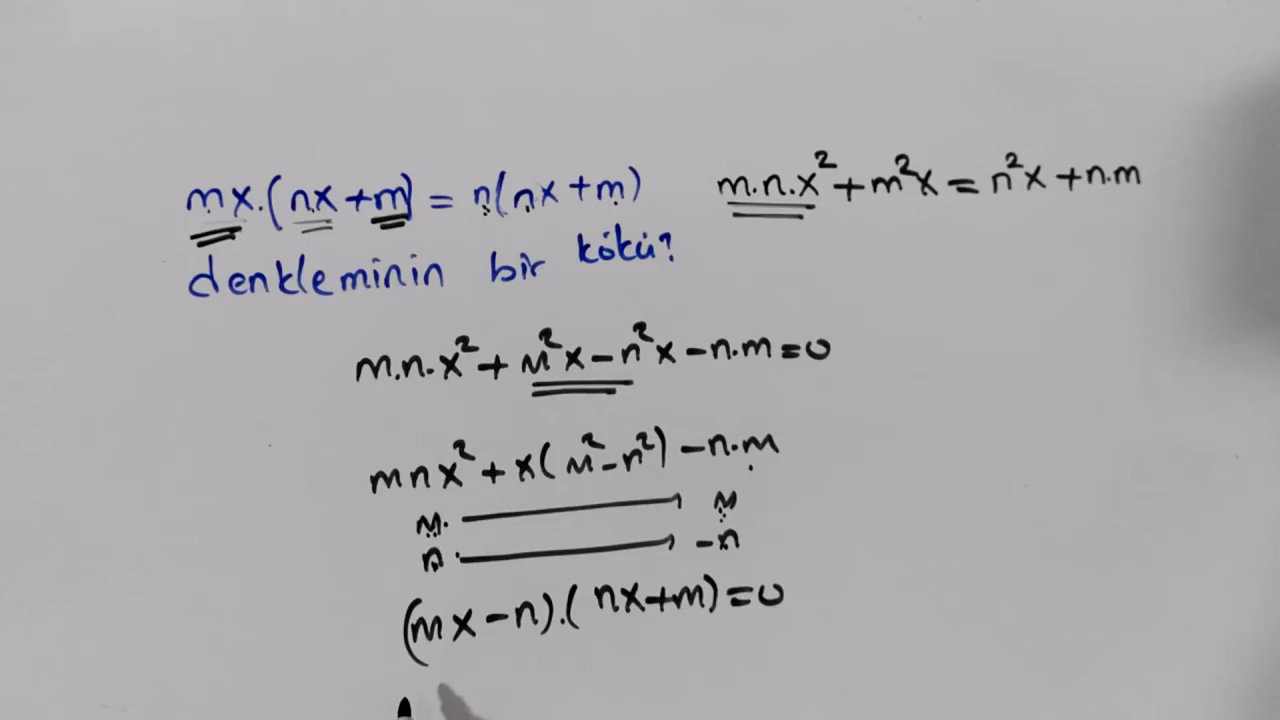 mx.(nx+m) = n(nx+m)
denkleminin bir kökü?
m.n.x²+m²x=n²x+n.m
m.n.x²+m²x-n²x-n.m=0
mnx²+x(m²-n²)-n.m
m. m
n. -n
(mx-n).(nx+m)=0